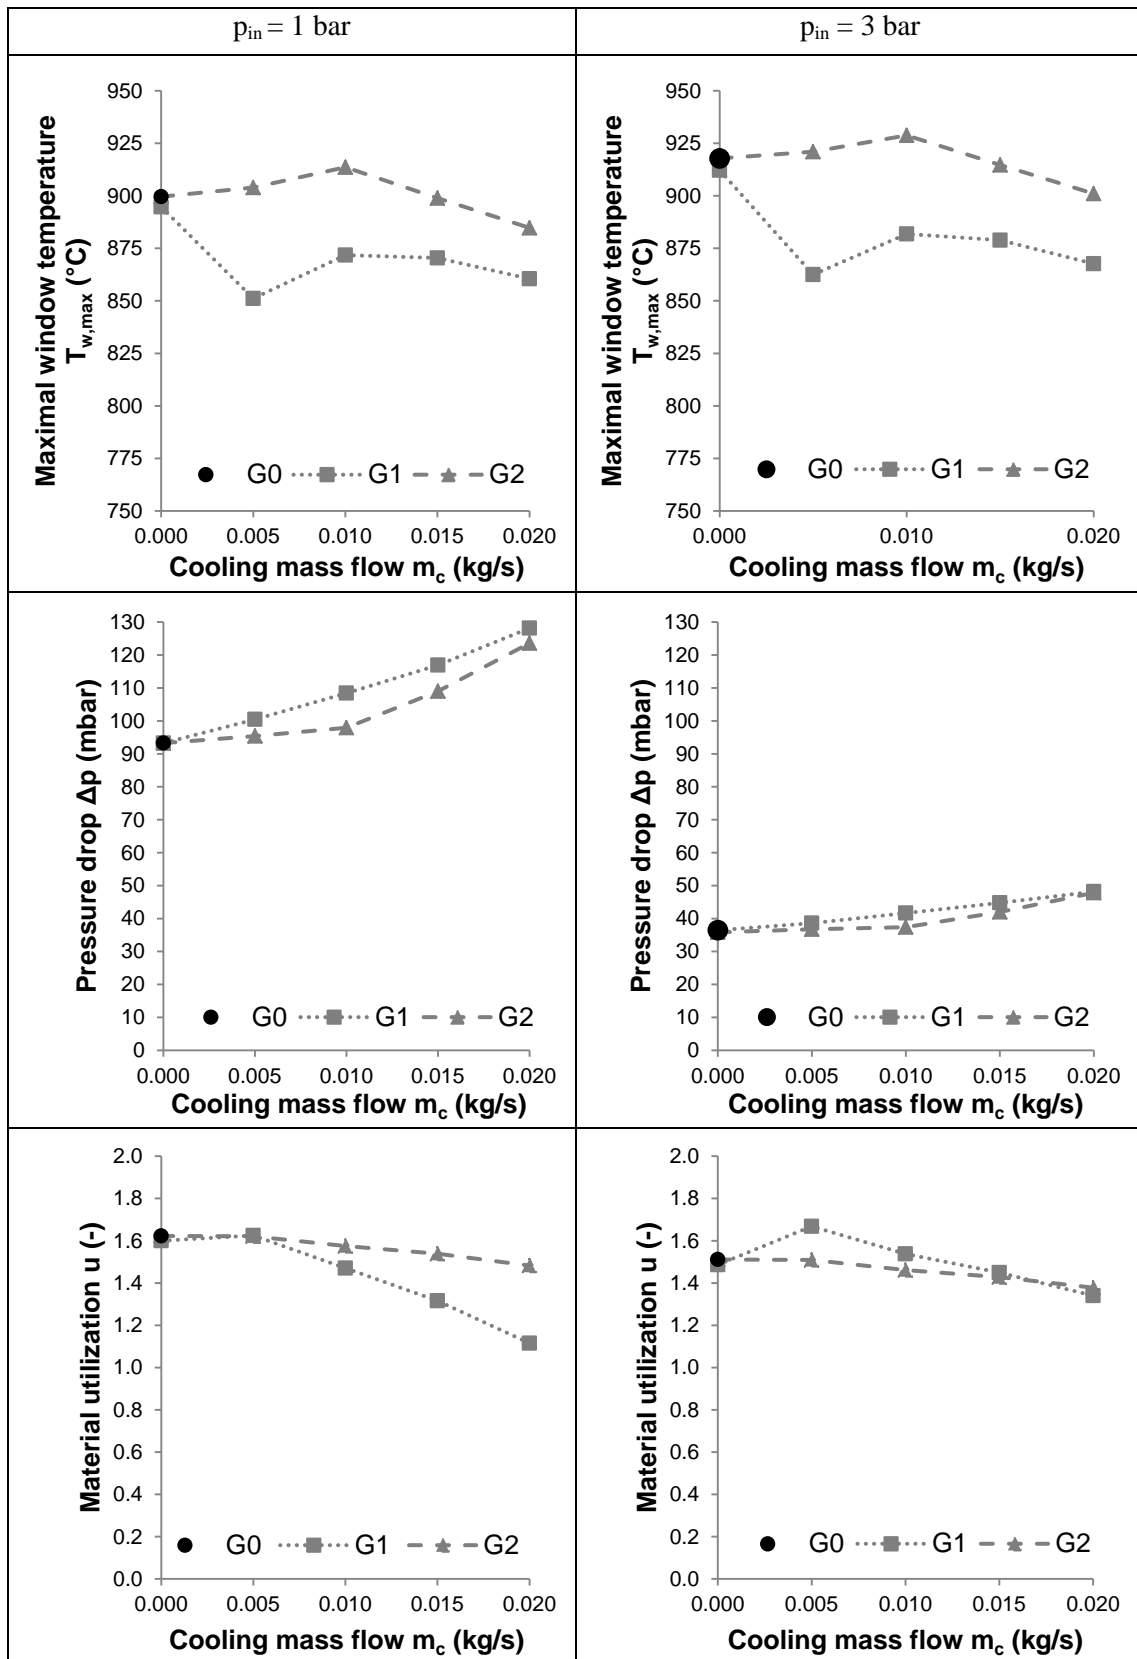 p_in = 1 bar
p_in = 3 bar
Maximal window temperature
T_w,max (°C)
950
925
900
875
850
825
800
775
750
G0 G1 G2
0.000 0.005 0.010 0.015 0.020
Cooling mass flow m_c (kg/s)
Maximal window temperature
T_w,max (°C)
950
925
900
875
850
825
800
775
750
G0 G1 G2
0.000 0.005 0.010 0.015 0.020
Cooling mass flow m_c (kg/s)
Pressure drop Δp (mbar)
130
120
110
100
90
80
70
60
50
40
30
20
10
0
G0 G1 G2
0.000 0.005 0.010 0.015 0.020
Cooling mass flow m_c (kg/s)
Pressure drop Δp (mbar)
130
120
110
100
90
80
70
60
50
40
30
20
10
0
G0 G1 G2
0.000 0.005 0.010 0.015 0.020
Cooling mass flow m_c (kg/s)
Material utilization u (-)
2.0
1.8
1.6
1.4
1.2
1.0
0.8
0.6
0.4
0.2
0.0
G0 G1 G2
0.000 0.005 0.010 0.015 0.020
Cooling mass flow m_c (kg/s)
Material utilization u (-)
2.0
1.8
1.6
1.4
1.2
1.0
0.8
0.6
0.4
0.2
0.0
G0 G1 G2
0.000 0.005 0.010 0.015 0.020
Cooling mass flow m_c (kg/s)